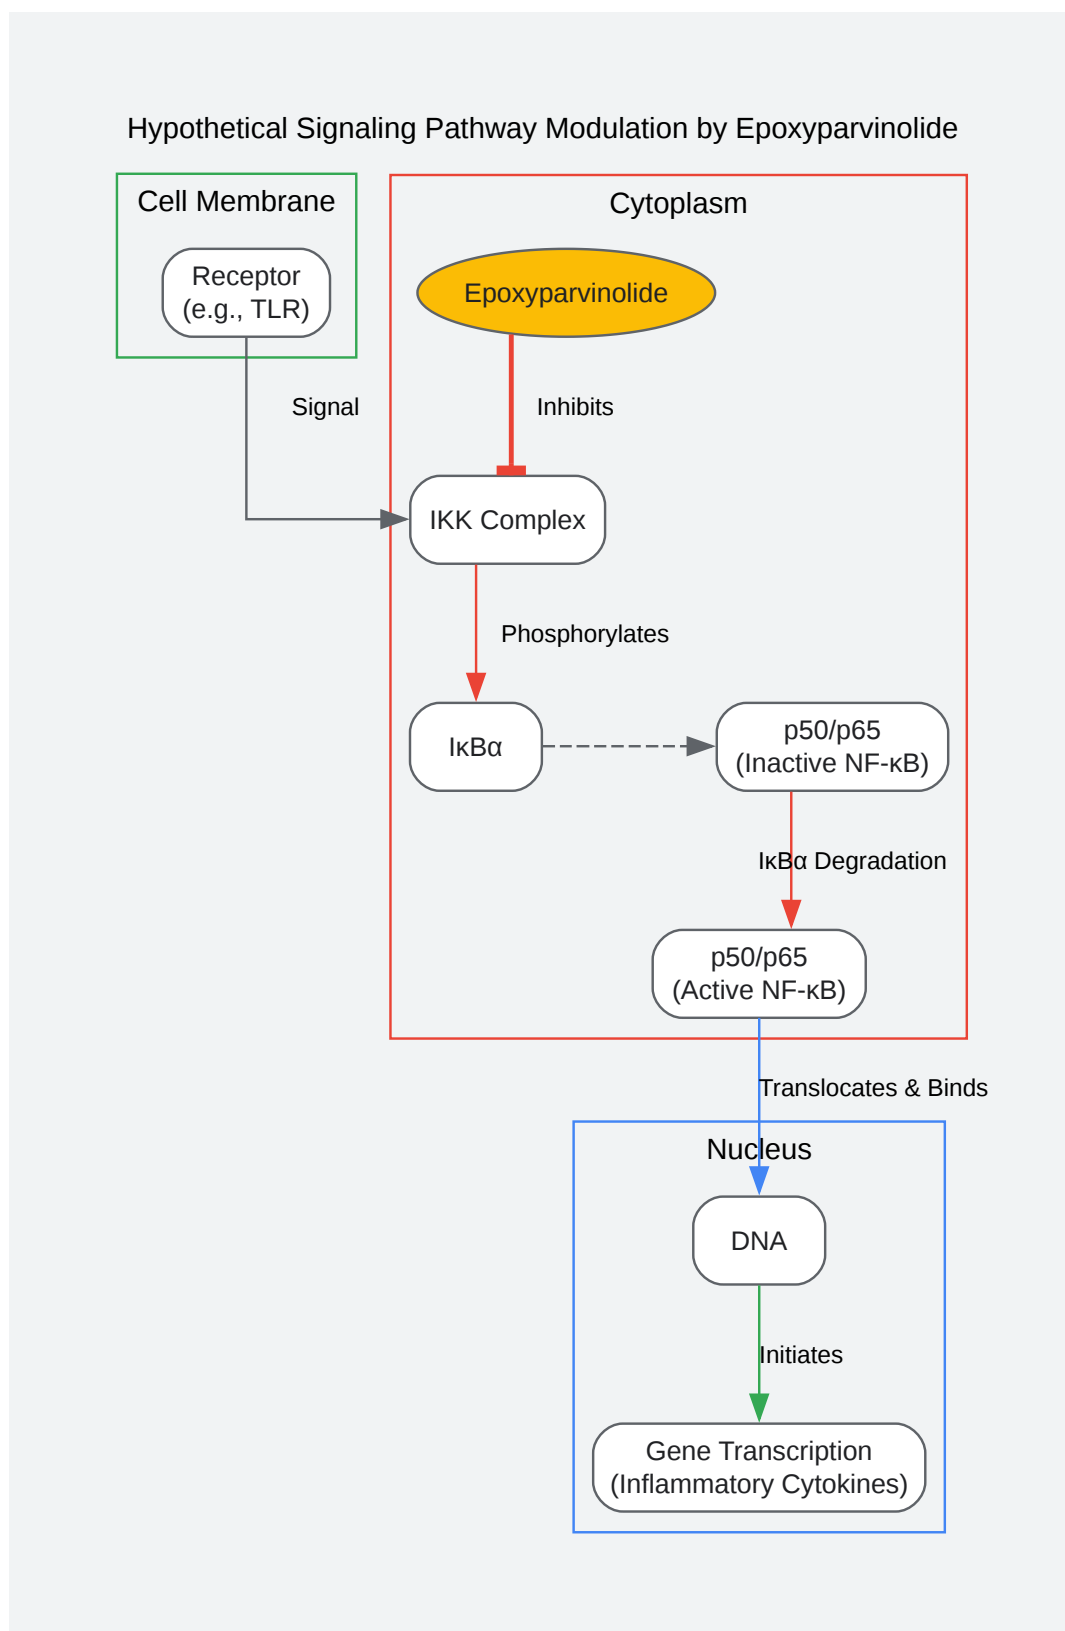 Hypothetical Signaling Pathway Modulation by Epoxyparvinolide
Cell Membrane
Cytoplasm
Receptor
(e.g., TLR)
Epoxyparvinolide
Signal
Inhibits
IKK Complex
Phosphorylates
IκBα
p50/p65
(Inactive NF-κB)
IκBα Degradation
p50/p65
(Active NF-κB)
Translocates & Binds
Nucleus
DNA
Initiates
Gene Transcription
(Inflammatory Cytokines)